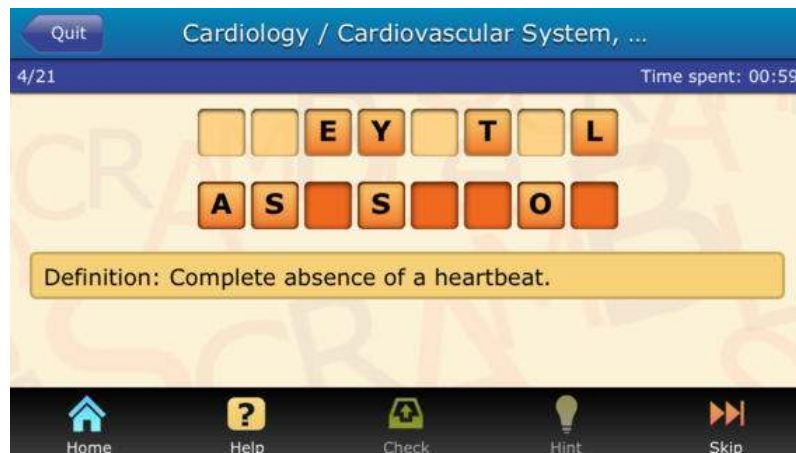 Quit
Cardiology / Cardiovascular System, ...
4/21
Time spent: 00:59
E Y T L
A S S O
Definition: Complete absence of a heartbeat.
Home
Help
Check
Hint
Skip